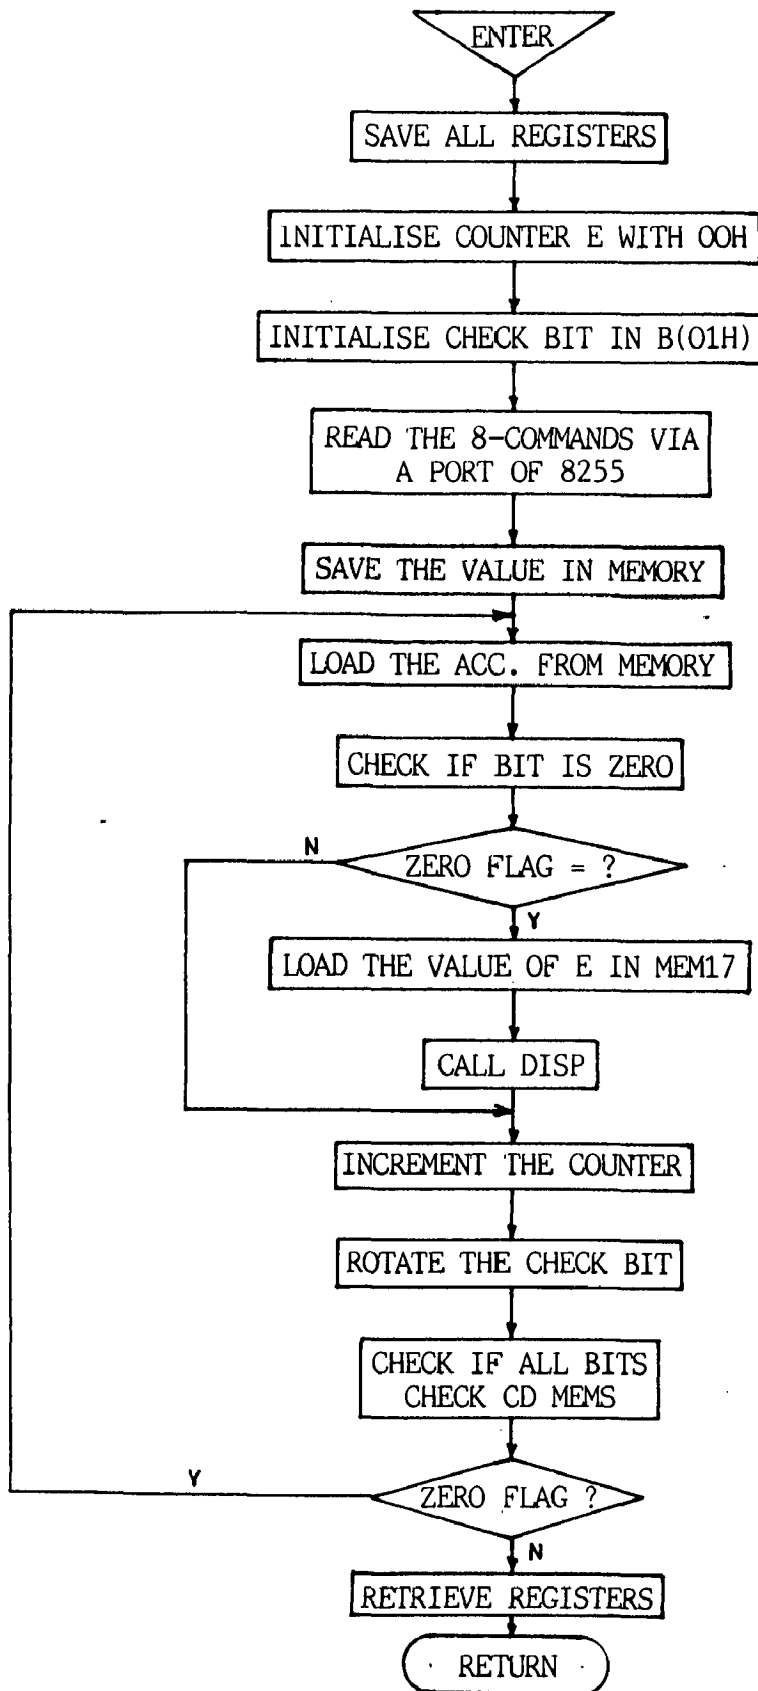 ENTER
SAVE ALL REGISTERS
INITIALISE COUNTER E WITH 00H
INITIALISE CHECK BIT IN B(01H)
READ THE 8-COMMANDS VIA
A PORT OF 8255
SAVE THE VALUE IN MEMORY
LOAD THE ACC. FROM MEMORY
CHECK IF BIT IS ZERO
N
ZERO FLAG = ?
Y
LOAD THE VALUE OF E IN MEM17
CALL DISP
INCREMENT THE COUNTER
ROTATE THE CHECK BIT
CHECK IF ALL BITS
CHECK CD MEMS
Y
ZERO FLAG ?
N
RETRIEVE REGISTERS
RETURN